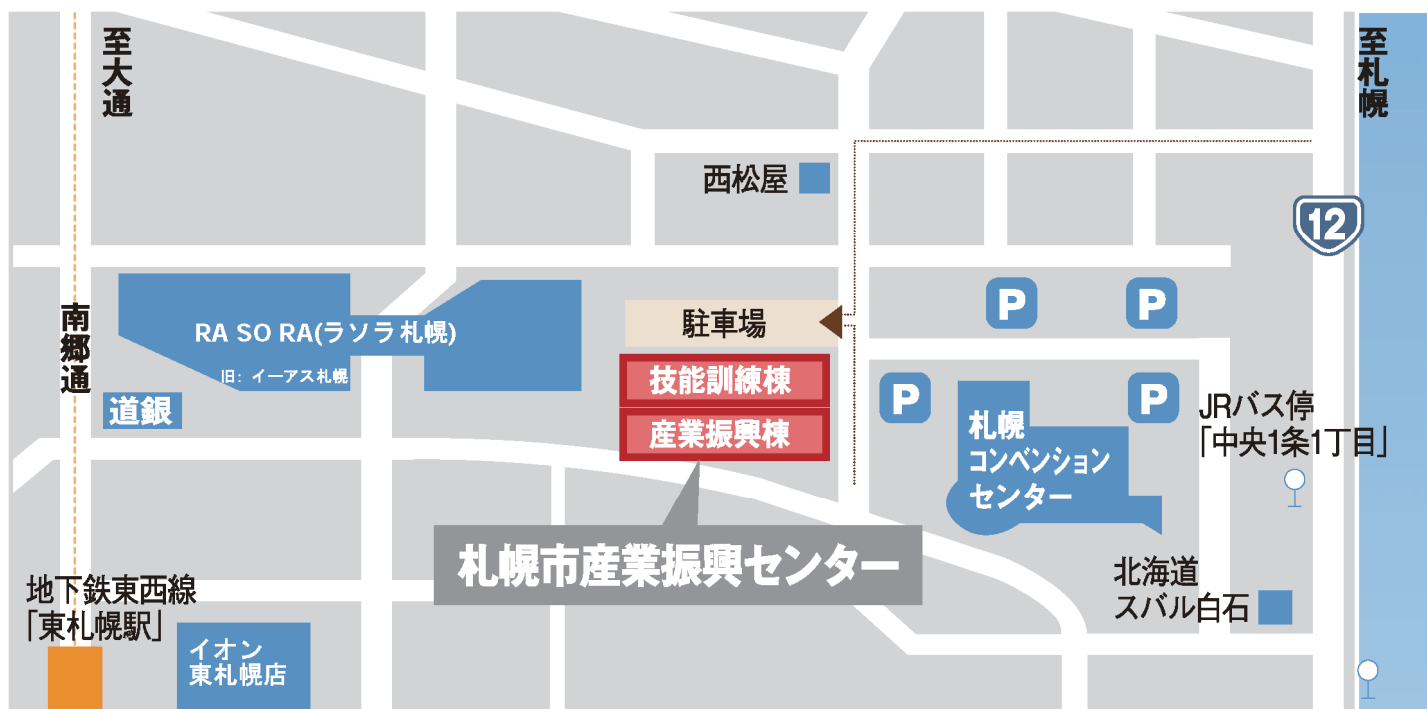 至大通
至札幌
西松屋
12
南郷通
RA SO RA(ラソラ 札幌)
旧：イーアス札幌
道銀
駐車場
技能訓練棟
産業振興棟
P
P
P
P
札幌
コンベンション
センター
JRバス停
「中央1条1丁目」
札幌市産業振興センター
北海道
スバル白石
地下鉄東西線
「東札幌駅」
イオン
東札幌店